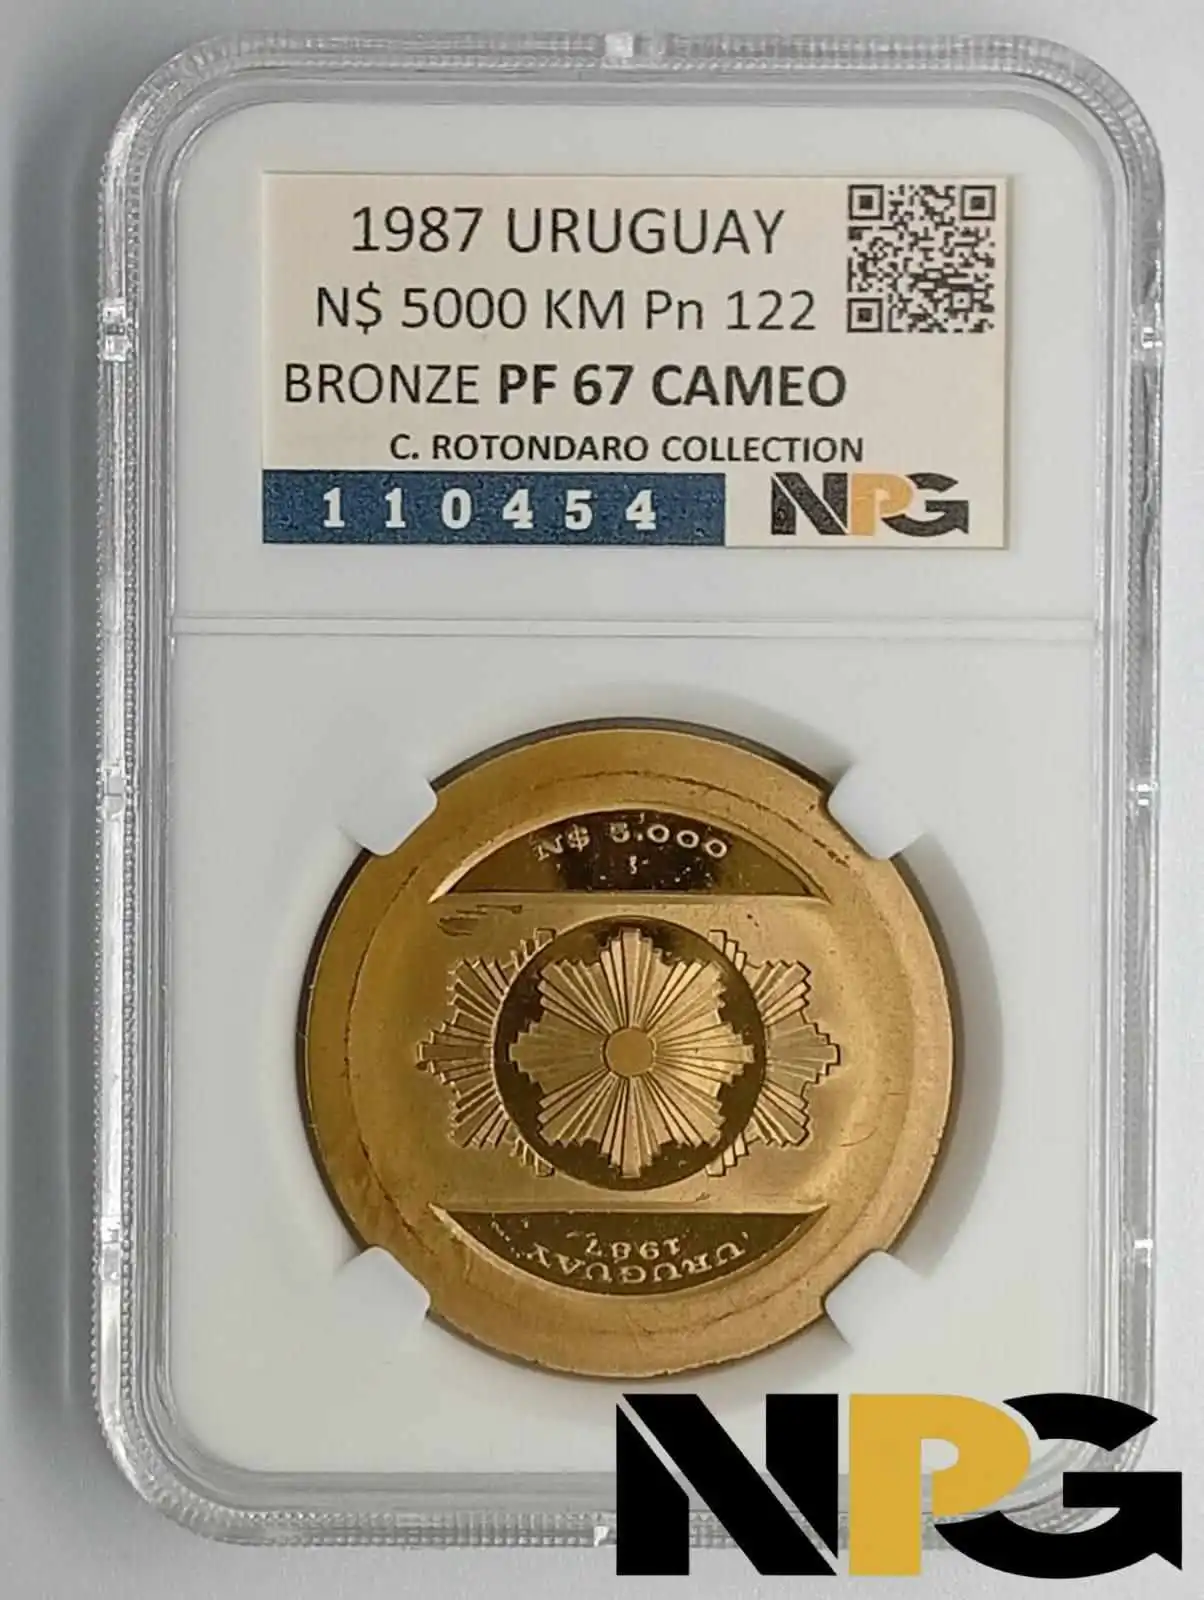 1987 URUGUAY
N$ 5000 KM Pn 122
BRONZE PF 67 CAMEO
C. ROTONDARO COLLECTION
110454
NPG
N$ 5.000
1987
URUGUAY
NPG